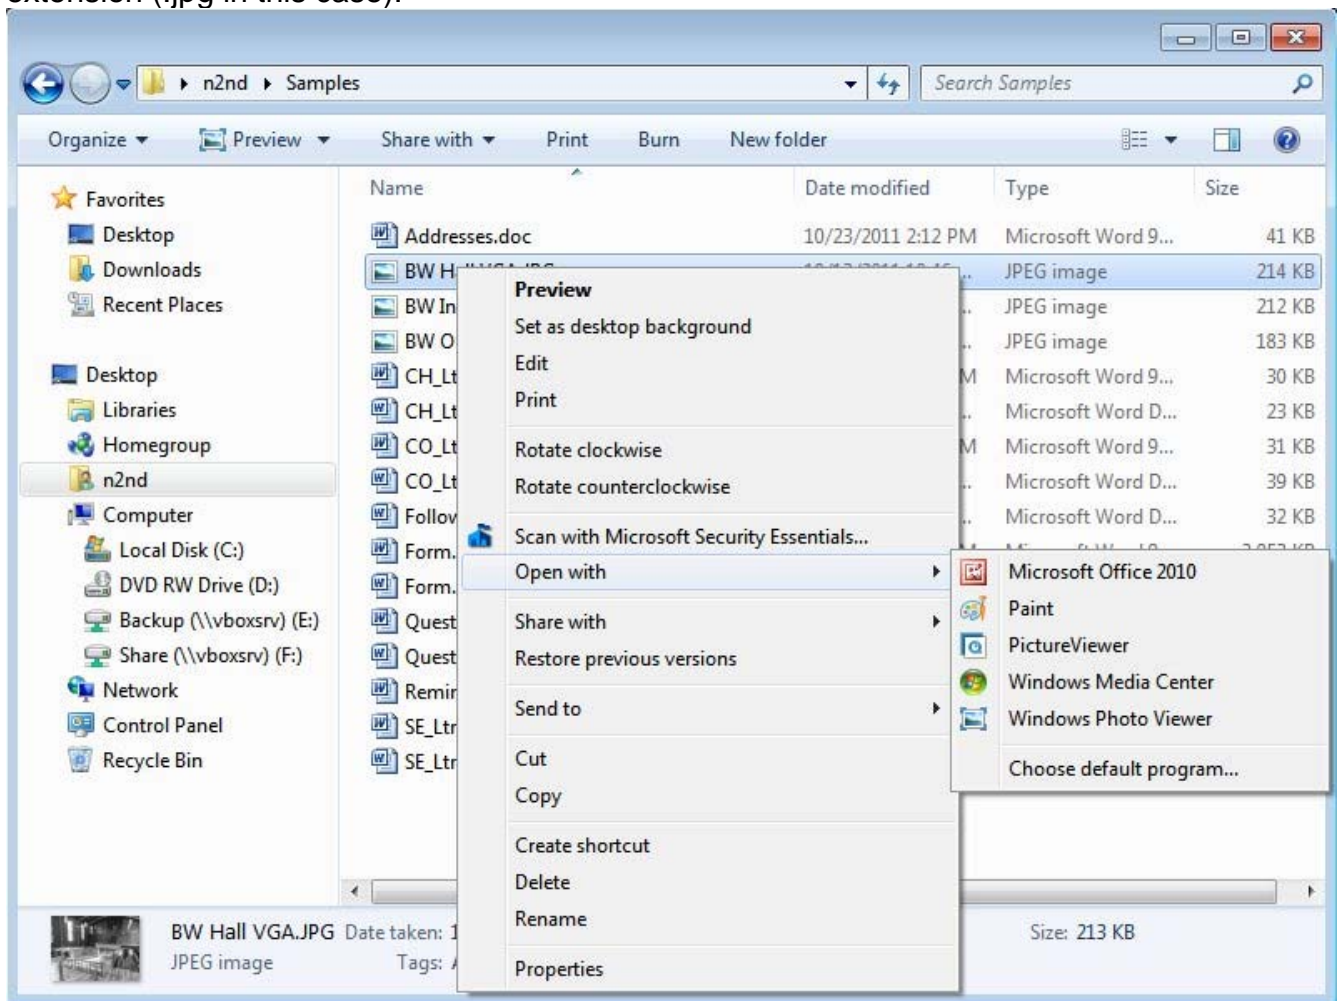 extension (.jpg in this case).
n2nd Samples Search Samples
Organize Preview Share with Print Burn New folder
Name Date modified Type Size
Favorites
Desktop
Downloads
Recent Places
Desktop
Libraries
Homegroup
n2nd
Computer
Local Disk (C:)
DVD RW Drive (D:)
Backup (\\vboxsrv) (E:)
Share (\\vboxsrv) (F:)
Network
Control Panel
Recycle Bin
Addresses.doc 10/23/2011 2:12 PM Microsoft Word 9... 41 KB
BW JPEG image 214 KB
BW JPEG image 212 KB
BW JPEG image 183 KB
CH_Lt M Microsoft Word 9... 30 KB
CH_Lt Microsoft Word D... 23 KB
CO_Lt M Microsoft Word 9... 31 KB
CO_Lt Microsoft Word D... 39 KB
Follow Microsoft Word D... 32 KB
Form.
Form.
Quest
Quest
Remin
SE_Ltr
SE_Ltr
Preview
Set as desktop background
Edit
Print
Rotate clockwise
Rotate counterclockwise
Scan with Microsoft Security Essentials...
Open with
Share with
Restore previous versions
Send to
Cut
Copy
Create shortcut
Delete
Rename
Properties
Microsoft Office 2010
Paint
PictureViewer
Windows Media Center
Windows Photo Viewer
Choose default program...
BW Hall VGA.JPG Date taken: 1 Size: 213 KB
JPEG image Tags: